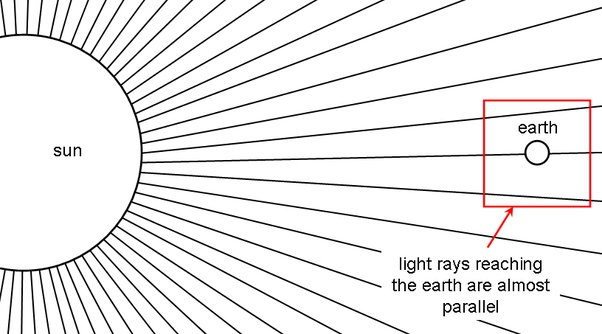 sun
earth
light rays reaching
the earth are almost
parallel